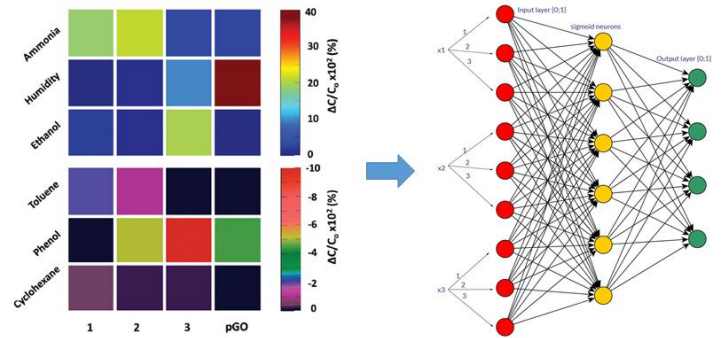 Ammonia
Humidity
Ethanol
Toluene
Phenol
Cyclohexane
1 2 3 pGO
40
30
20
10
0
ΔC/Co x10² (%)
-10
-8
-6
-4
-2
0
ΔC/Co x10² (%)
Input layer [0;1]
sigmoid neurons
Output layer [0;1]
x1
1
2
3
x2
1
2
3
x3
1
2
3